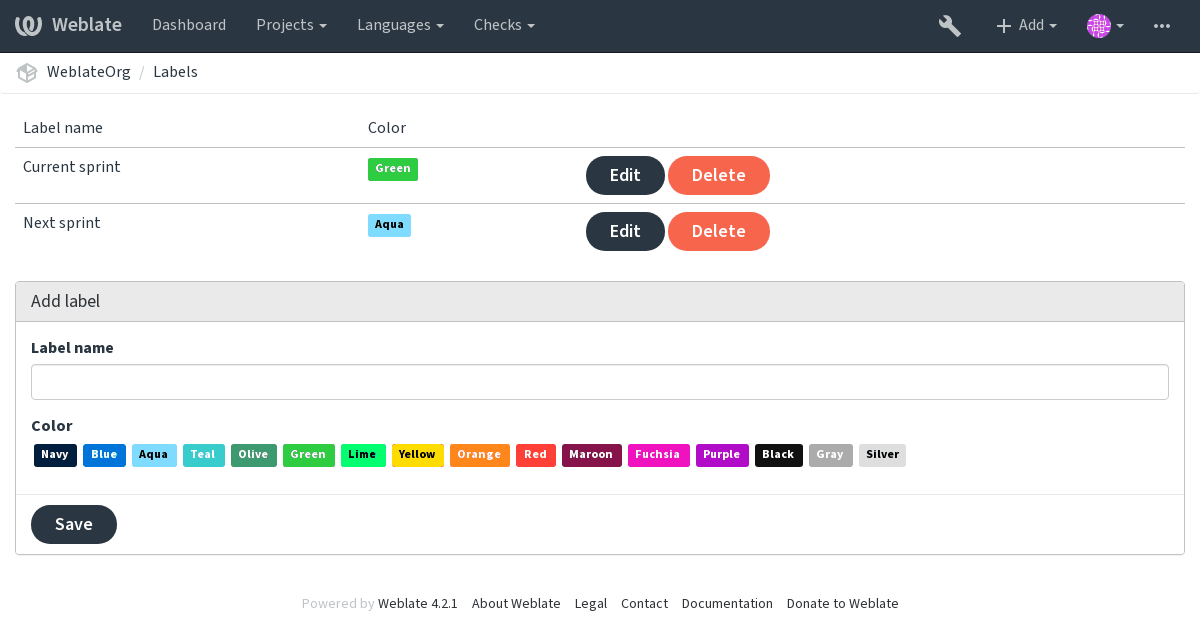 Weblate Dashboard Projects Languages Checks Add
WeblateOrg / Labels
Label name Color
Current sprint Green Edit Delete
Next sprint Aqua Edit Delete
Add label
Label name
Color
Navy Blue Aqua Teal Olive Green Lime Yellow Orange Red Maroon Fuchsia Purple Black Gray Silver
Save
Powered by Weblate 4.2.1 About Weblate Legal Contact Documentation Donate to Weblate